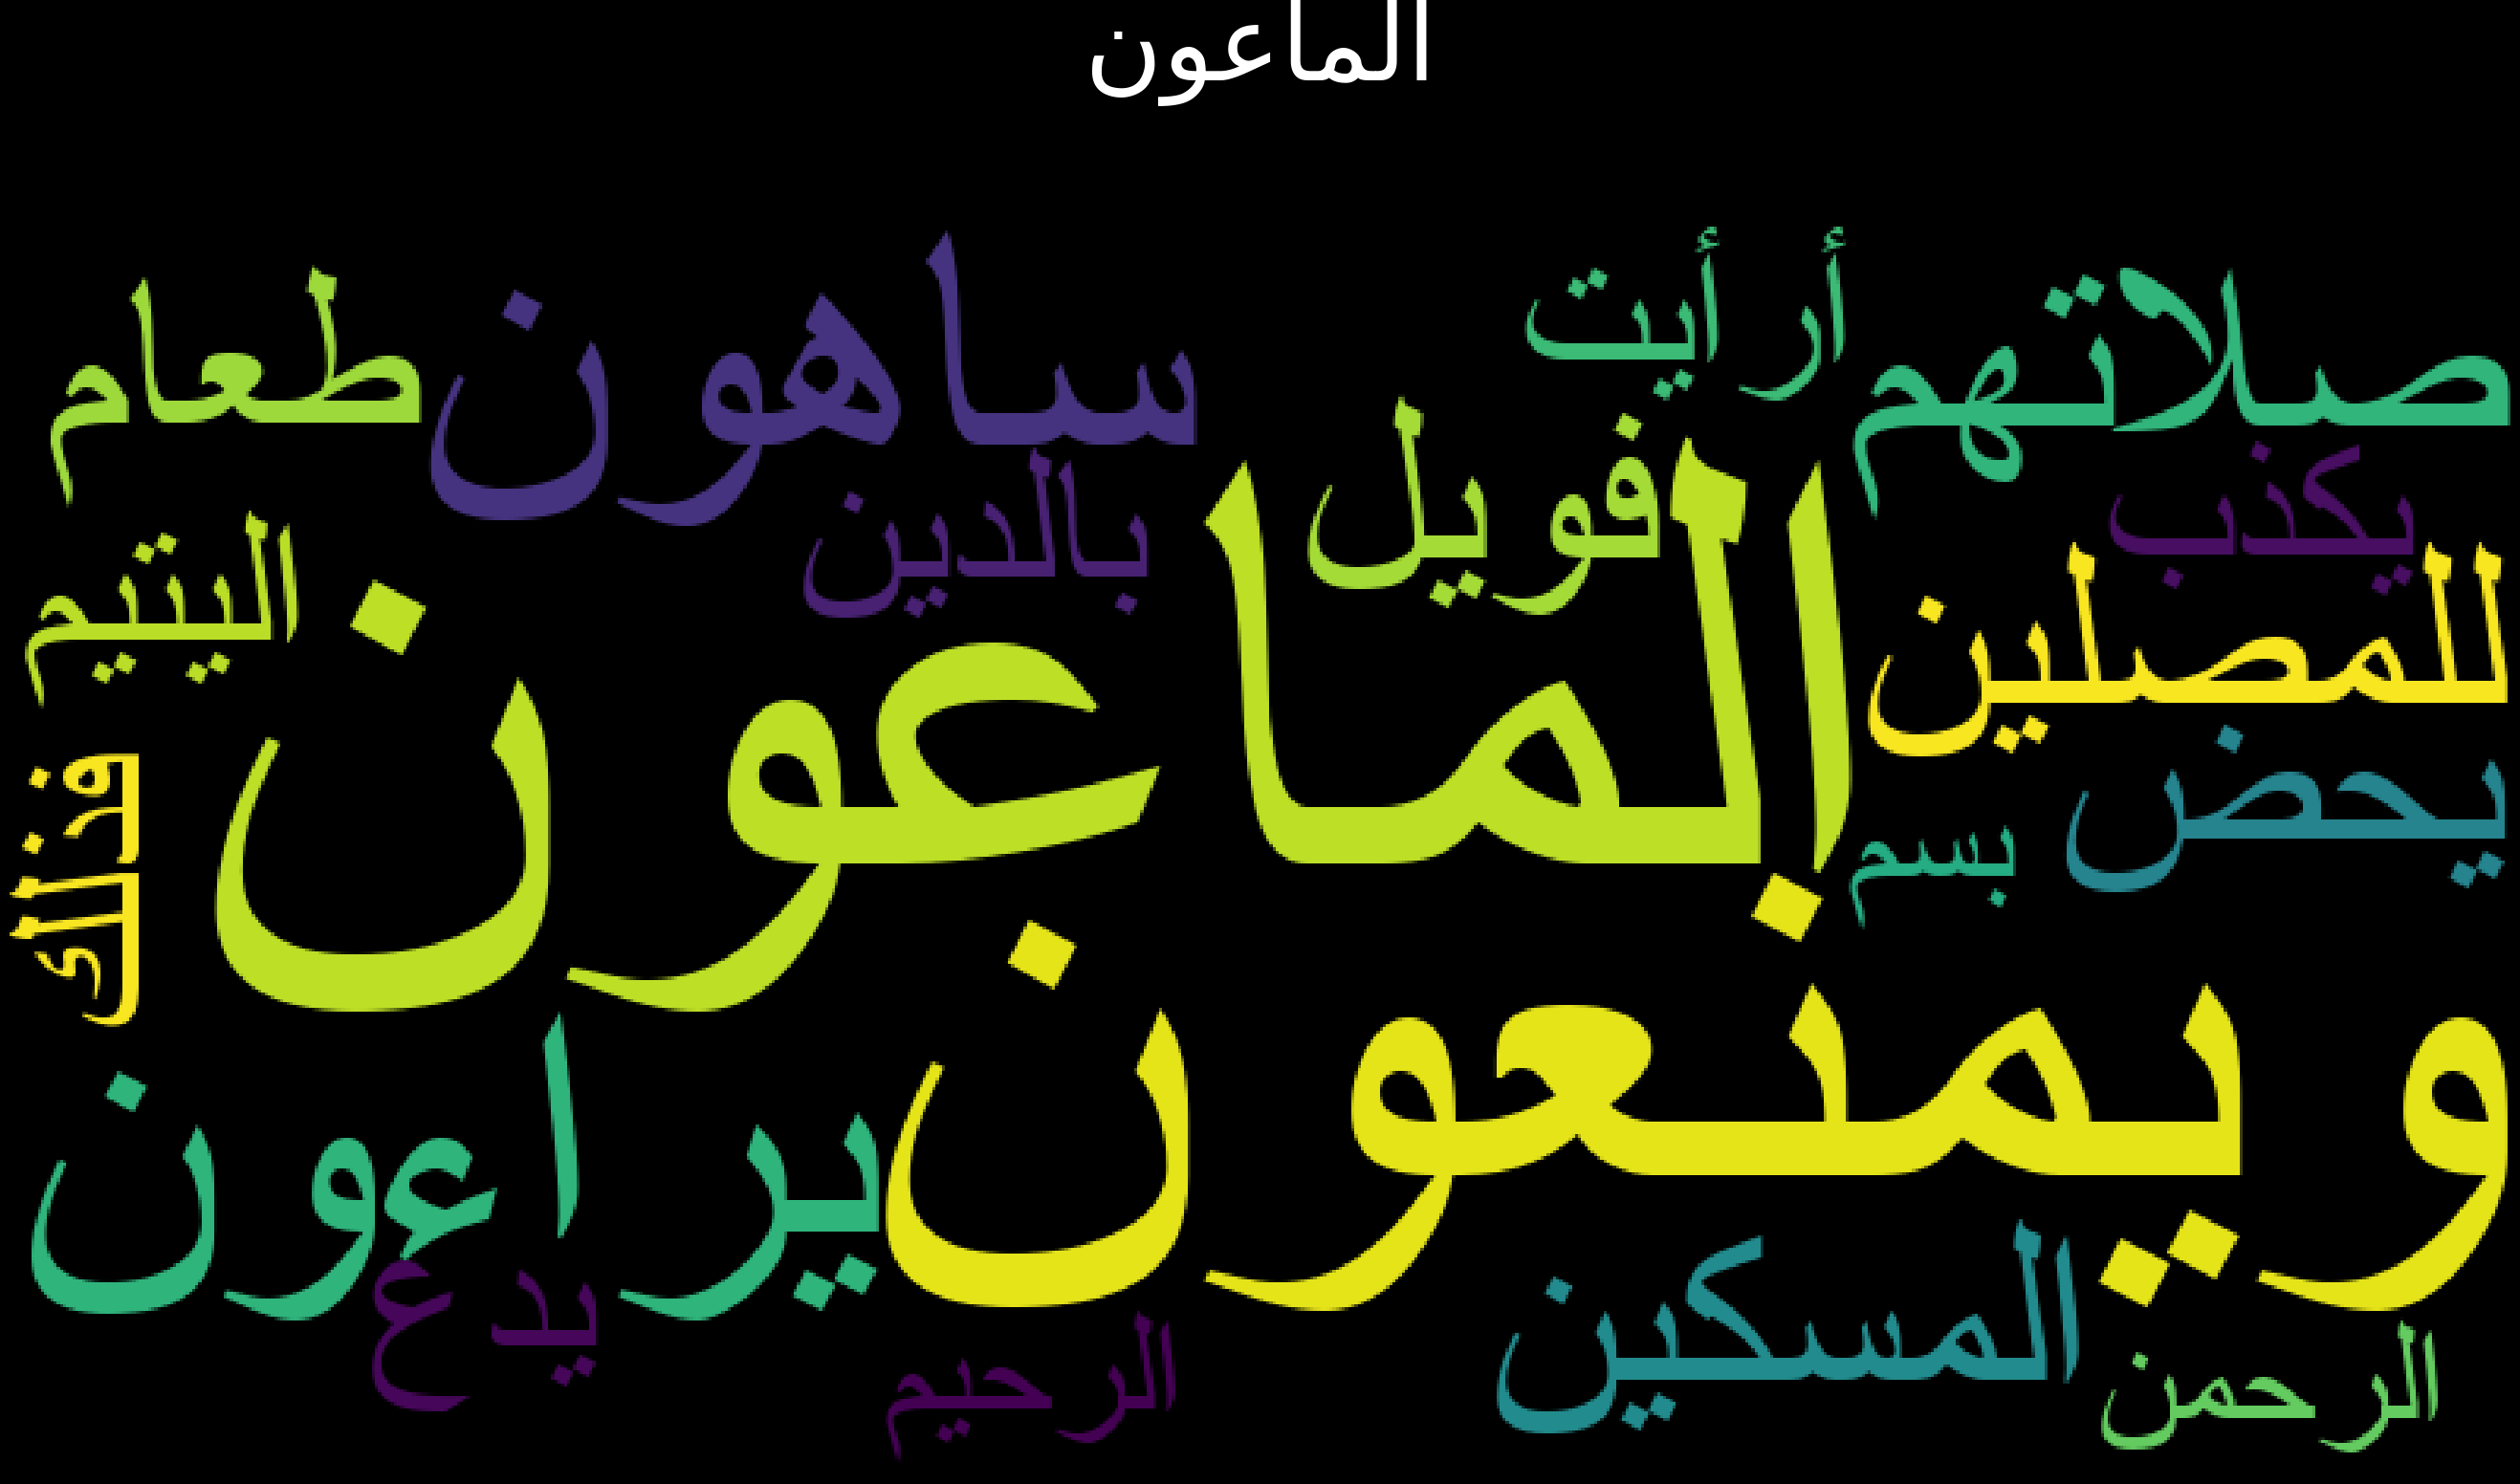 الماعون
صلاتهم
أرأيت
ساهون
طعام
يكذب
فويل
بالدين
اليتيم
للمصلين
الماعون
يحض
بسم
فذلك
ويمنعون
يراءون
يدع
المسكين
الرحيم
الرحمن